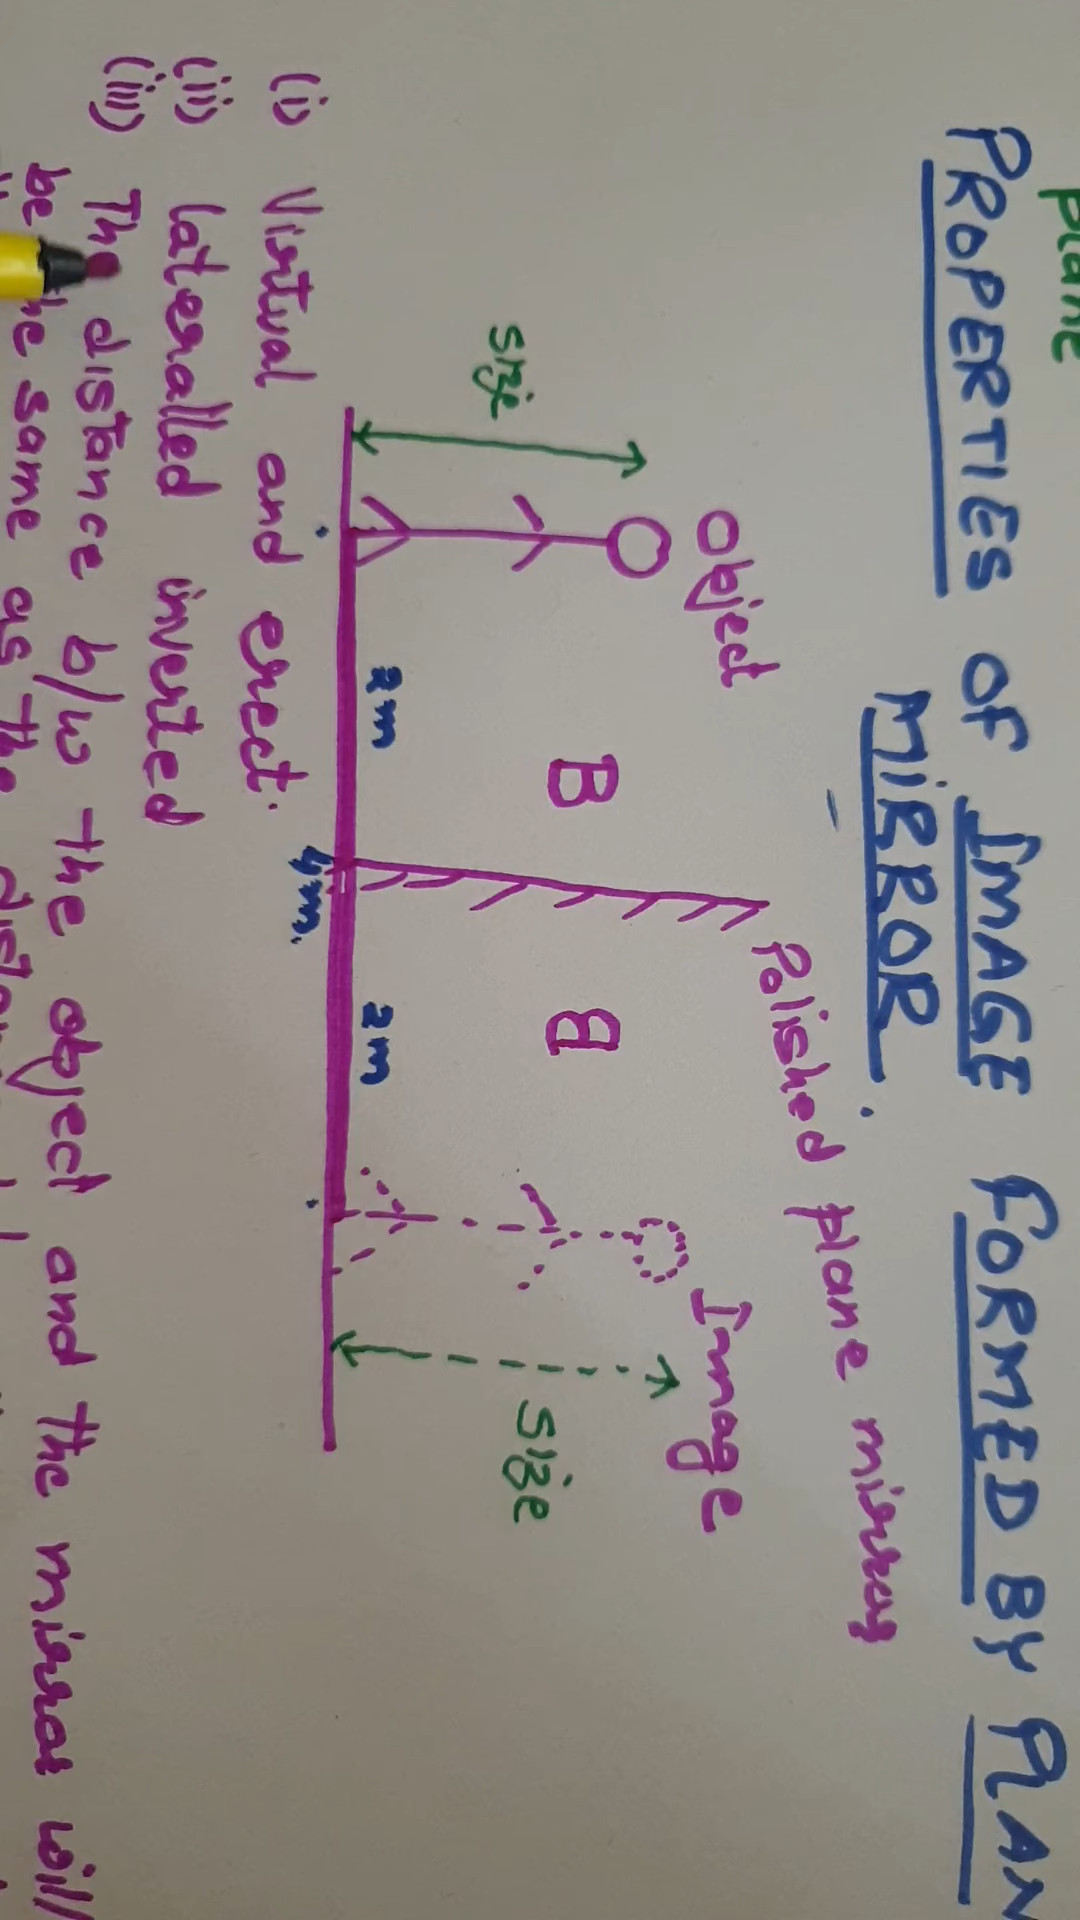 plane
PROPERTIES OF IMAGE FORMED BY PLAN
MIRROR.
Polished plane mirror
Object
Image
size
B
B
size
2m
2m
4m.
(i) Virtual and erect.
(ii) lateralled inverted
(iii) The distance b/w the object and the mirror will
be the same as the